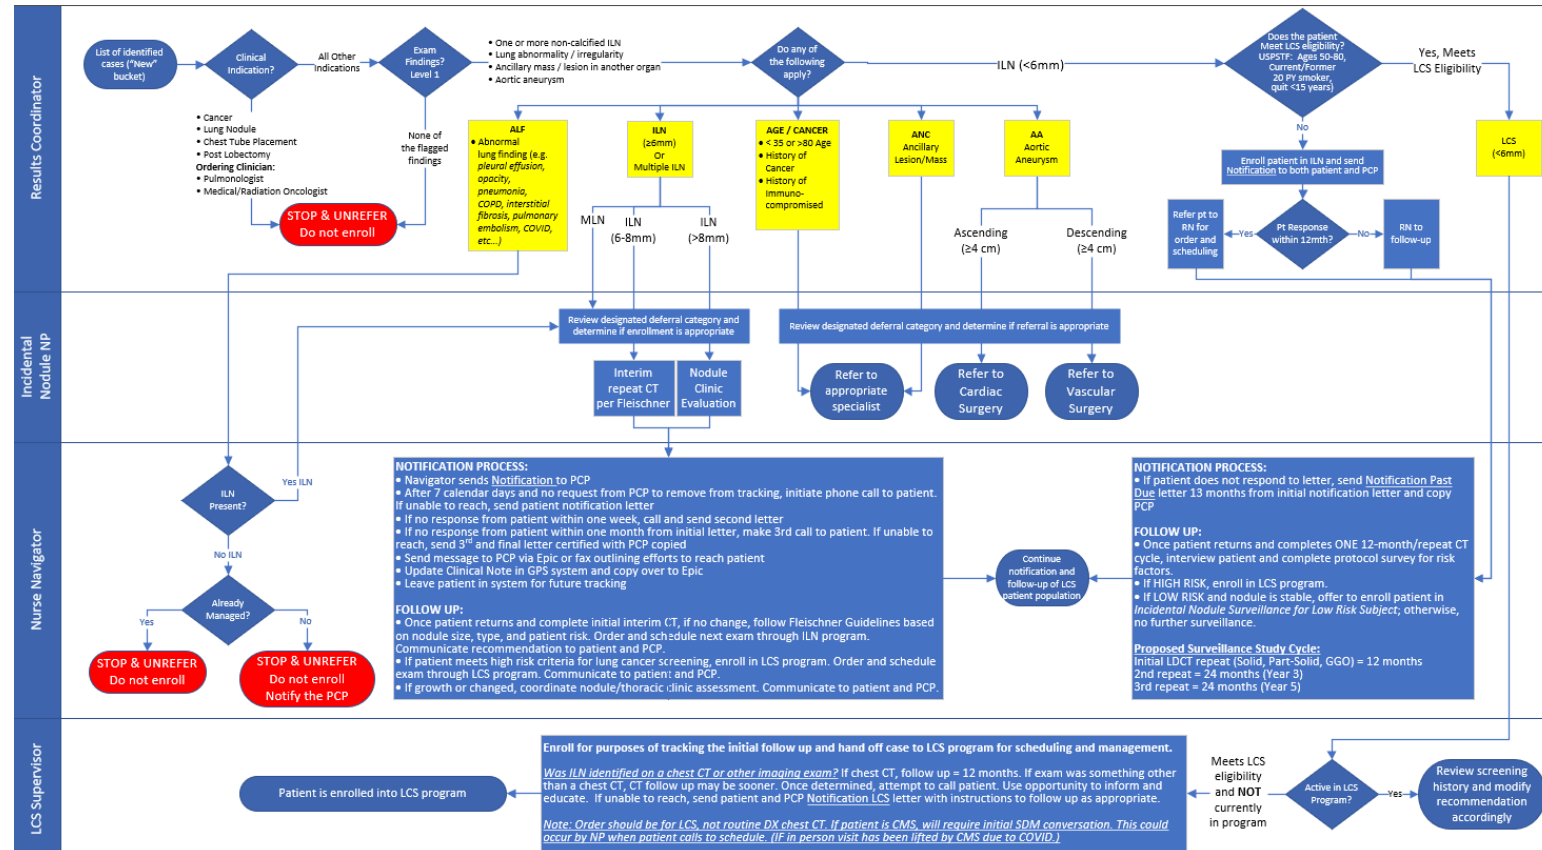 Results Coordinator
List of identified
cases ("New"
bucket)
Clinical
Indication?
All Other
Indications
Exam
Findings?
Level 1
• One or more non-calcified ILN
• Lung abnormality / irregularity
• Ancillary mass / lesion in another organ
• Aortic aneurysm
Do any of
the following
apply?
ILN (<6mm)
Does the patient
Meet LCS eligibility?
USPSTF: Ages 50-80,
Current/Former
20 PY smoker,
quit <15 years)
Yes, Meets
LCS Eligibility
• Cancer
• Lung Nodule
• Chest Tube Placement
• Post Lobectomy
Ordering Clinician:
• Pulmonologist
• Medical/Radiation Oncologist
None of
the flagged
findings
STOP & UNREFER
Do not enroll
ALF
• Abnormal
lung finding (e.g.
pleural effusion,
opacity,
pneumonia,
COPD, interstitial
fibrosis, pulmonary
embolism, COVID,
etc...)
ILN
(≥6mm)
Or
Multiple ILN
AGE / CANCER
• < 35 or >80 Age
• History of
Cancer
• History of
Immuno-
compromised
ANC
Ancillary
Lesion/Mass
AA
Aortic
Aneurysm
No
LCS
(<6mm)
Enroll patient in ILN and send
Notification to both patient and PCP
MLN
ILN
(6-8mm)
ILN
(>8mm)
Ascending
(≥4 cm)
Descending
(≥4 cm)
Refer pt to
RN for
order and
scheduling
Yes
Pt Response
within 12mth?
No
RN to
follow-up
Incidental
Nodule NP
Review designated deferral category and
determine if enrollment is appropriate
Review designated deferral category and determine if referral is appropriate
Interim
repeat CT
per Fleischner
Nodule
Clinic
Evaluation
Refer to
appropriate
specialist
Refer to
Cardiac
Surgery
Refer to
Vascular
Surgery
Nurse Navigator
ILN
Present?
Yes ILN
No ILN
Already
Managed?
Yes
No
STOP & UNREFER
Do not enroll
STOP & UNREFER
Do not enroll
Notify the PCP
NOTIFICATION PROCESS:
• Navigator sends Notification to PCP
• After 7 calendar days and no request from PCP to remove from tracking, initiate phone call to patient.
If unable to reach, send patient notification letter
• If no response from patient within one week, call and send second letter
• If no response from patient within one month from initial letter, make 3rd call to patient. If unable to
reach, send 3rd and final letter certified with PCP copied
• Send message to PCP via Epic or fax outlining efforts to reach patient
• Update Clinical Note in GPS system and copy over to Epic
• Leave patient in system for future tracking
FOLLOW UP:
• Once patient returns and complete initial interim CT, if no change, follow Fleischner Guidelines based
on nodule size, type, and patient risk. Order and schedule next exam through ILN program.
Communicate recommendation to patient and PCP.
• If patient meets high risk criteria for lung cancer screening, enroll in LCS program. Order and schedule
exam through LCS program. Communicate to patient and PCP.
• If growth or changed, coordinate nodule/thoracic clinic assessment. Communicate to patient and PCP.
Continue
notification and
follow-up of LCS
patient population
NOTIFICATION PROCESS:
• If patient does not respond to letter, send Notification Past
Due letter 13 months from initial notification letter and copy
PCP
FOLLOW UP:
• Once patient returns and completes ONE 12-month/repeat CT
cycle, interview patient and complete protocol survey for risk
factors.
• If HIGH RISK, enroll in LCS program.
• If LOW RISK and nodule is stable, offer to enroll patient in
Incidental Nodule Surveillance for Low Risk Subject; otherwise,
no further surveillance.
Proposed Surveillance Study Cycle:
Initial LDCT repeat (Solid, Part-Solid, GGO) = 12 months
2nd repeat = 24 months (Year 3)
3rd repeat = 24 months (Year 5)
LCS Supervisor
Patient is enrolled into LCS program
Enroll for purposes of tracking the initial follow up and hand off case to LCS program for scheduling and management.
Was ILN identified on a chest CT or other imaging exam? If chest CT, follow up = 12 months. If exam was something other
than a chest CT, CT follow up may be sooner. Once determined, attempt to call patient. Use opportunity to inform and
educate. If unable to reach, send patient and PCP Notification LCS letter with instructions to follow up as appropriate.
Note: Order should be for LCS, not routine DX chest CT. If patient is CMS, will require initial SDM conversation. This could
occur by NP when patient calls to schedule. (IF in person visit has been lifted by CMS due to COVID.)
Meets LCS
eligibility
and NOT
currently
in program
Active in LCS
Program?
Yes
Review screening
history and modify
recommendation
accordingly